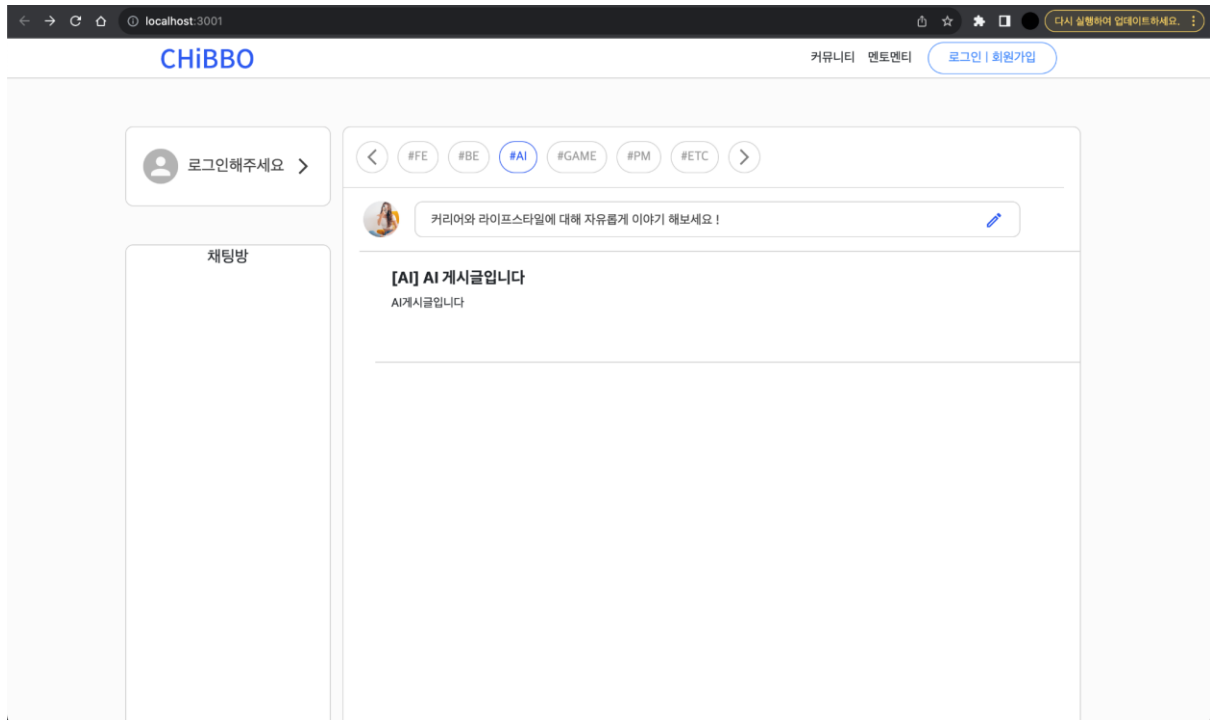 localhost:3001
다시 실행하여 업데이트하세요.
CHiBBO
커뮤니티 멘토멘티 로그인 | 회원가입
로그인해주세요
#FE #BE #AI #GAME #PM #ETC
커리어와 라이프스타일에 대해 자유롭게 이야기 해보세요 !
채팅방
[AI] AI 게시글입니다
AI게시글입니다